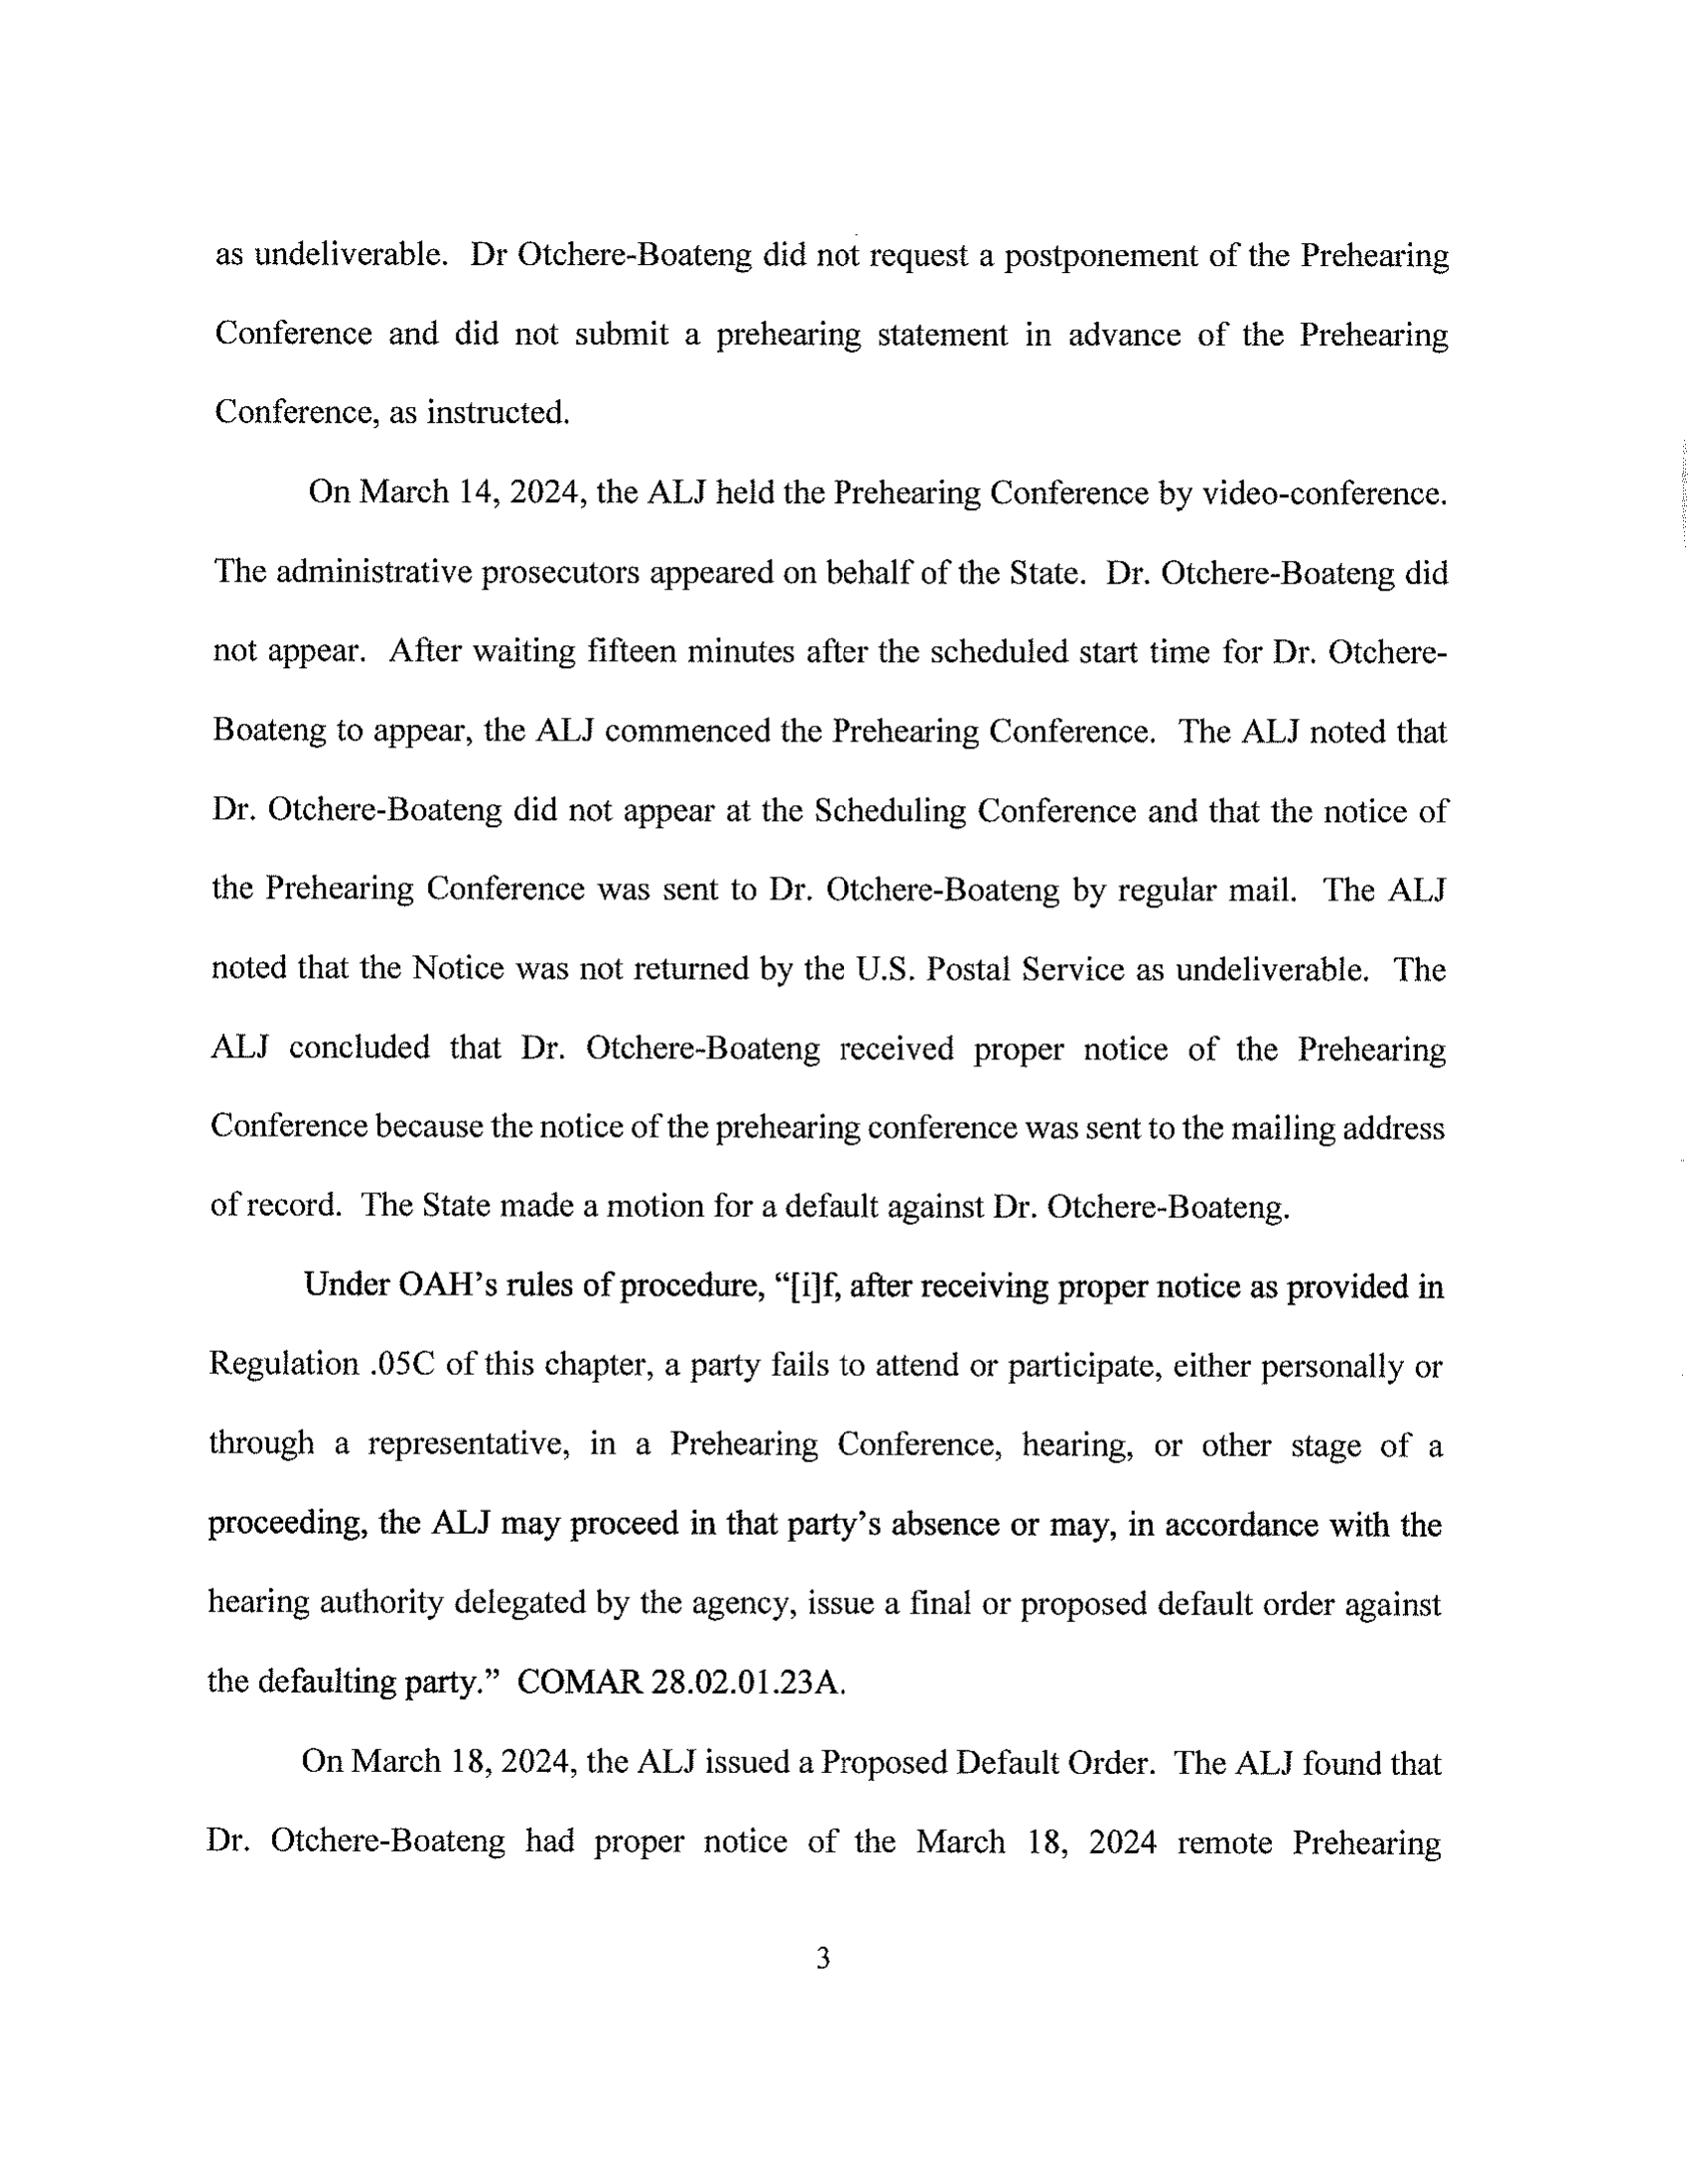 as undeliverable. Dr Otchere-Boateng did not request a postponement of the Prehearing
Conference and did not submit a prehearing statement in advance of the Prehearing
Conference, as instructed.
On March 14, 2024, the ALJ held the Prehearing Conference by video-conference.
The administrative prosecutors appeared on behalf of the State. Dr. Otchere-Boateng did
not appear. After waiting fifteen minutes after the scheduled start time for Dr. Otchere-
Boateng to appear, the ALJ commenced the Prehearing Conference. The ALJ noted that
Dr. Otchere-Boateng did not appear at the Scheduling Conference and that the notice of
the Prehearing Conference was sent to Dr. Otchere-Boateng by regular mail. The ALJ
noted that the Notice was not returned by the U.S. Postal Service as undeliverable. The
ALJ concluded that Dr. Otchere-Boateng received proper notice of the Prehearing
Conference because the notice of the prehearing conference was sent to the mailing address
of record. The State made a motion for a default against Dr. Otchere-Boateng.
Under OAH's rules of procedure, “[i]f, after receiving proper notice as provided in
Regulation .05C of this chapter, a party fails to attend or participate, either personally or
through a representative, in a Prehearing Conference, hearing, or other stage of a
proceeding, the ALJ may proceed in that party's absence or may, in accordance with the
hearing authority delegated by the agency, issue a final or proposed default order against
the defaulting party.” COMAR 28.02.01.23A.
On March 18, 2024, the ALJ issued a Proposed Default Order. The ALJ found that
Dr. Otchere-Boateng had proper notice of the March 18, 2024 remote Prehearing
3